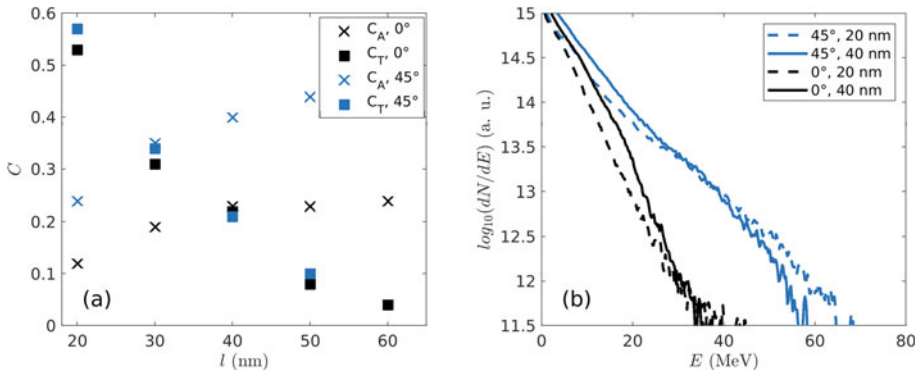 0.6
0.5
0.4
0.3
0.2
0.1
0
20 30 40 50 60
C
l (nm)
C_A, 0°
C_T, 0°
C_A, 45°
C_T, 45°
(a)
15
14.5
14
13.5
13
12.5
12
11.5
0 20 40 60 80
log₁₀(dN/dE) (a. u.)
E (MeV)
45°, 20 nm
45°, 40 nm
0°, 20 nm
0°, 40 nm
(b)